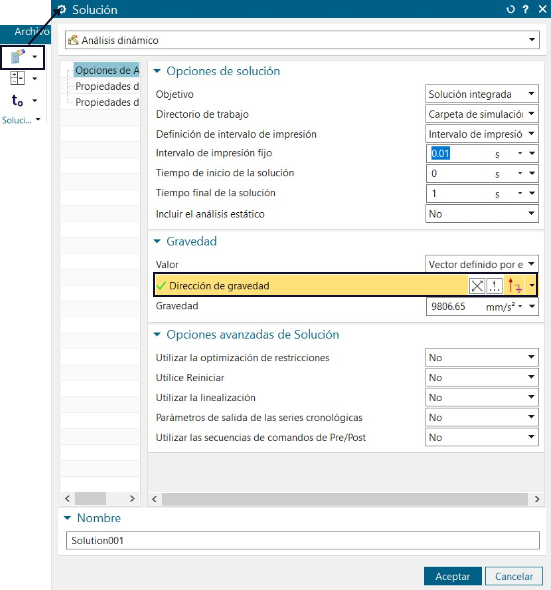 Solución
Archivo
Análisis dinámico
Soluci...
Opciones de A
Propiedades d
Propiedades d
Opciones de solución
Objetivo Solución integrada
Directorio de trabajo Carpeta de simulación
Definición de intervalo de impresión Intervalo de impresió
Intervalo de impresión fijo 0.01 s
Tiempo de inicio de la solución 0 s
Tiempo final de la solución 1 s
Incluir el análisis estático No
Gravedad
Valor Vector definido por e
Dirección de gravedad
Gravedad 9806.65 mm/s²
Opciones avanzadas de Solución
Utilizar la optimización de restricciones No
Utilice Reiniciar No
Utilizar la linealización No
Parámetros de salida de las series cronológicas No
Utilizar las secuencias de comandos de Pre/Post No
Nombre
Solution001
Aceptar Cancelar